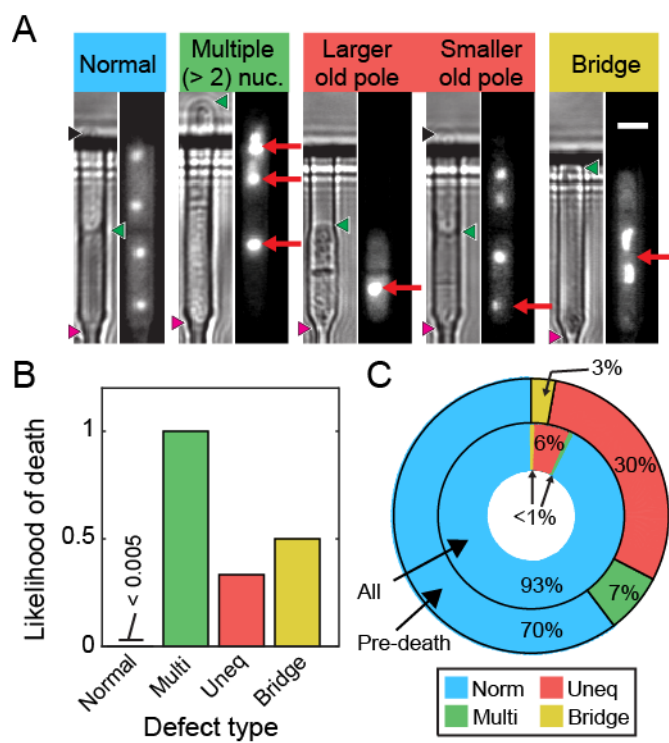 A
Normal
Multiple
(> 2) nuc.
Larger
old pole
Smaller
old pole
Bridge
B
Likelihood of death
1
0.5
0
< 0.005
Normal
Multi
Uneq
Bridge
Defect type
C
3%
6%
30%
<1%
7%
93%
70%
All
Pre-death
Norm
Uneq
Multi
Bridge